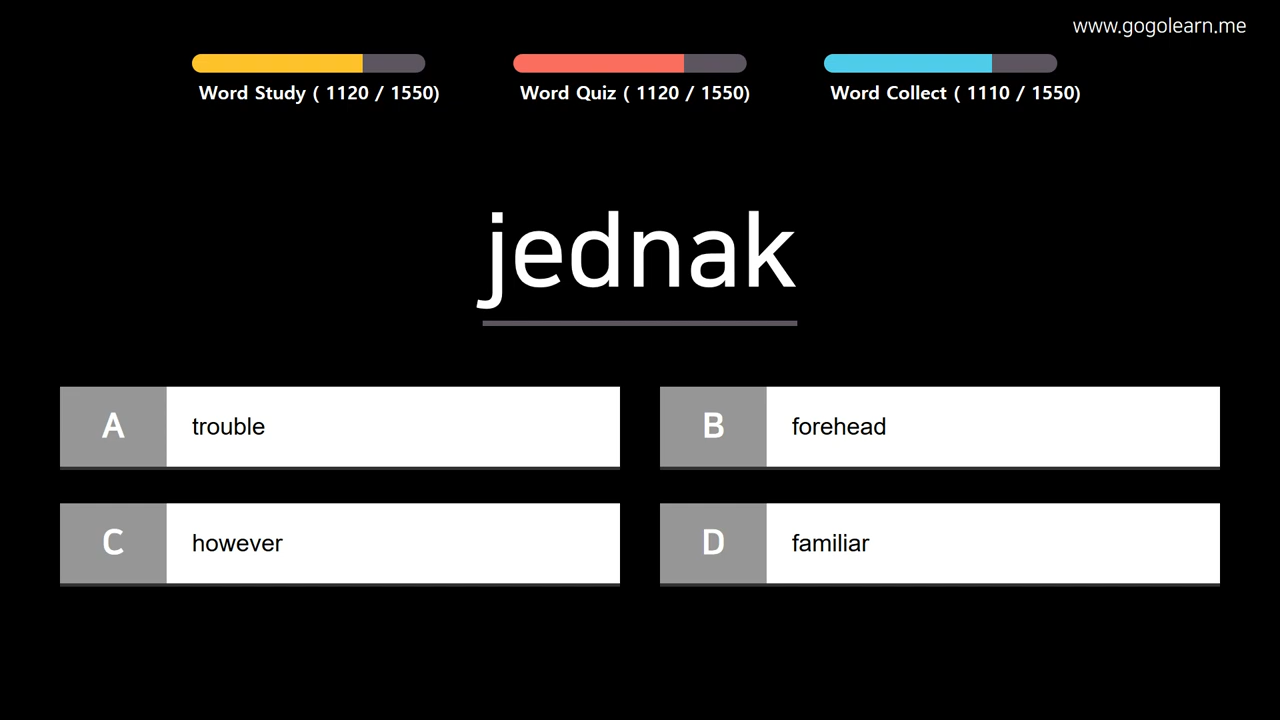 www.gogolearn.me
Word Study ( 1120 / 1550)
Word Quiz ( 1120 / 1550)
Word Collect ( 1110 / 1550)
jednak
A trouble
B forehead
C however
D familiar